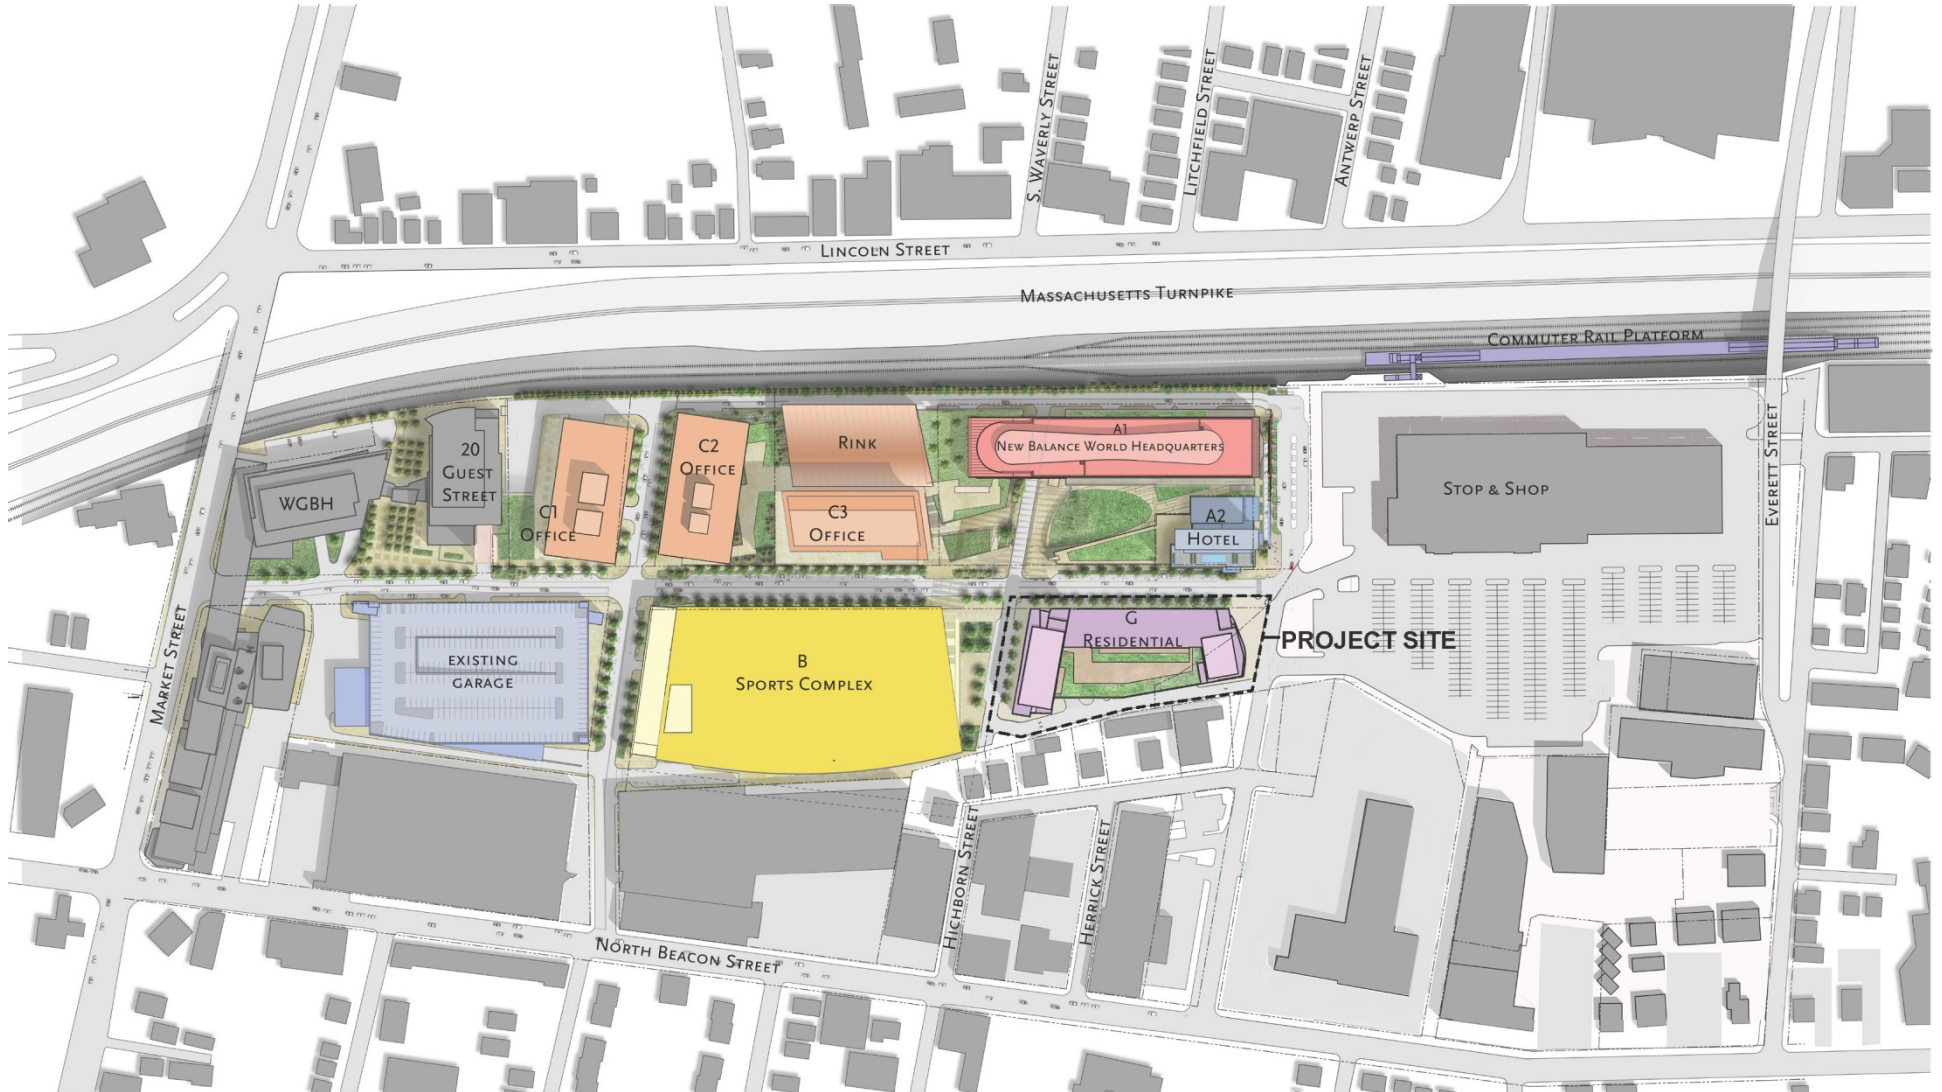 S. Waverly Street
Litchfield Street
Antwerp Street
Lincoln Street
Massachusetts Turnpike
Commuter Rail Platform
Everett Street
WGBH
20
Guest
Street
C1
Office
C2
Office
Rink
C3
Office
A1
New Balance World Headquarters
A2
Hotel
Stop & Shop
Market Street
Existing
Garage
B
Sports Complex
G
Residential
PROJECT SITE
Hichborn Street
Herrick Street
North Beacon Street